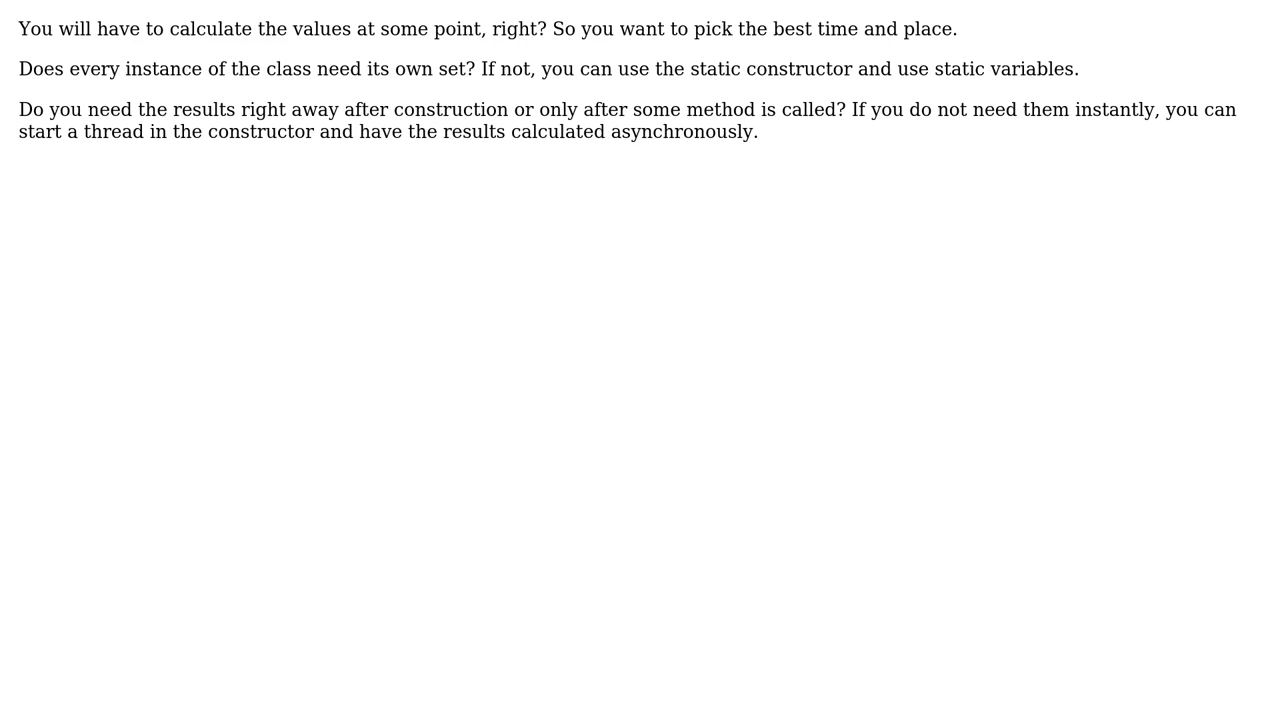 You will have to calculate the values at some point, right? So you want to pick the best time and place.
Does every instance of the class need its own set? If not, you can use the static constructor and use static variables.
Do you need the results right away after construction or only after some method is called? If you do not need them instantly, you can
start a thread in the constructor and have the results calculated asynchronously.